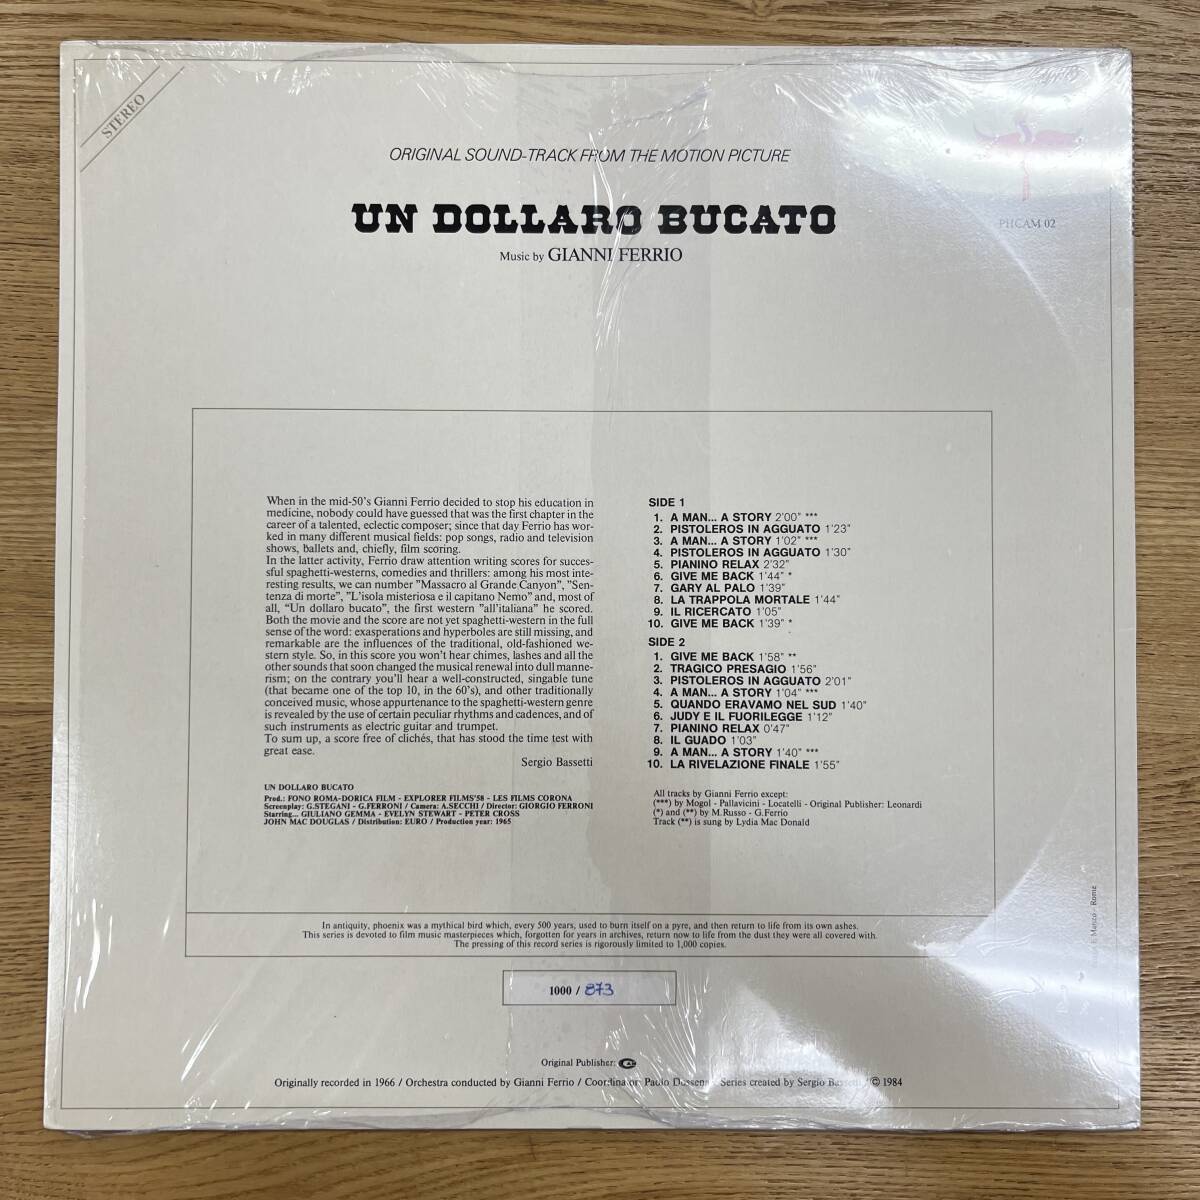 STEREO
ORIGINAL SOUND-TRACK FROM THE MOTION PICTURE
UN DOLLARO BUCATO
Music by GIANNI FERRIO
PHCAM 02
When in the mid-50's Gianni Ferrio decided to stop his education in
medicine, nobody could have guessed that was the first chapter in the
career of a talented, eclectic composer; since that day Ferrio has wor-
ked in many different musical fields: pop songs, radio and television
shows, ballets and, chiefly, film scoring.
In the latter activity, Ferrio draw attention writing scores for succes-
sful spaghetti-westerns, comedies and thrillers: among his most inte-
resting results, we can number "Massacro al Grande Canyon", "Sen-
tenza di morte", "L'isola misteriosa e il capitano Nemo" and, most of
all, "Un dollaro bucato", the first western "all'italiana" he scored.
Both the movie and the score are not yet spaghetti-western in the full
sense of the word: exasperations and hyperboles are still missing, and
remarkable are the influences of the traditional, old-fashioned we-
stern style. So, in this score you won't hear chimes, lashes and all the
other sounds that soon changed the musical renewal into dull manne-
rism; on the contrary you'll hear a well-constructed, singable tune
(that became one of the top 10, in the 60's), and other traditionally
conceived music, whose appurtenance to the spaghetti-western genre
is revealed by the use of certain peculiar rhythms and cadences, and of
such instruments as electric guitar and trumpet.
To sum up, a score free of clichés, that has stood the time test with
great ease.
Sergio Bassetti
UN DOLLARO BUCATO
Prod.: FONO ROMA-DORICA FILM - EXPLORER FILMS'58 - LES FILMS CORONA
Screenplay: G.STEGANI - G.FERRONI / Camera: A.SECCHI / Director: GIORGIO FERRONI
Starring... GIULIANO GEMMA - EVELYN STEWART - PETER CROSS
JOHN MAC DOUGLAS / Distribution: EURO / Production year: 1965
SIDE 1
1. A MAN... A STORY 2'00" ***
2. PISTOLEROS IN AGGUATO 1'23"
3. A MAN... A STORY 1'02" ***
4. PISTOLEROS IN AGGUATO 1'30"
5. PIANINO RELAX 2'32"
6. GIVE ME BACK 1'44" *
7. GARY AL PALO 1'39"
8. LA TRAPPOLA MORTALE 1'44"
9. IL RICERCATO 1'05"
10. GIVE ME BACK 1'39" *
SIDE 2
1. GIVE ME BACK 1'58" **
2. TRAGICO PRESAGIO 1'56"
3. PISTOLEROS IN AGGUATO 2'01"
4. A MAN... A STORY 1'04" ***
5. QUANDO ERAVAMO NEL SUD 1'40"
6. JUDY E IL FUORILEGGE 1'12"
7. PIANINO RELAX 0'47"
8. IL GUADO 1'03"
9. A MAN... A STORY 1'40" ***
10. LA RIVELAZIONE FINALE 1'55"
All tracks by Gianni Ferrio except:
(***) by Mogol - Pallavicini - Locatelli - Original Publisher: Leonardi
(*) and (**) by M.Russo - G.Ferrio
Track (**) is sung by Lydia Mac Donald
In antiquity, phoenix was a mythical bird which, every 500 years, used to burn itself on a pyre, and then return to life from its own ashes.
This series is devoted to film music masterpieces which, forgotten for years in archives, return now to life from the dust they were all covered with.
The pressing of this record series is rigorously limited to 1,000 copies.
1000 / 873
Original Publisher:
Originally recorded in 1966 / Orchestra conducted by Gianni Ferrio / Coordinator: Paolo Dossena / Series created by Sergio Bassetti / © 1984
Rome